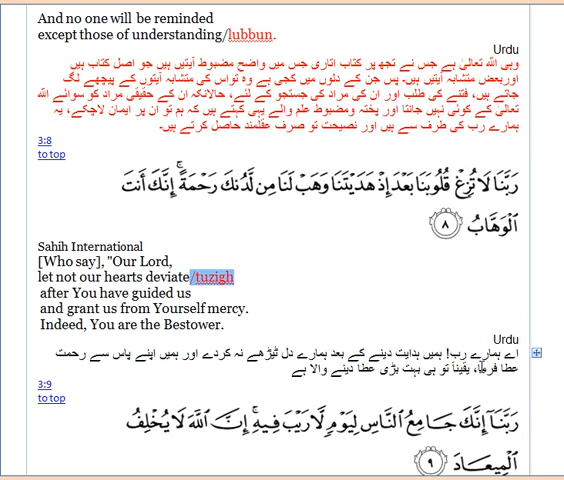 And no one will be reminded
except those of understanding/lubbun.
Urdu
وہی اللہ تعالیٰ ہے جس نے تجھ پر کتاب اتاری جس میں واضح مضبوط آیتیں ہیں جو اصل کتاب ہیں
اوربعض متشابہ آیتیں ہیں۔ پس جن کے دلوں میں کجی ہے وہ تواس کی متشابہ آیتوں کے پیچھے لگ
جاتے ہیں، فتنے کی طلب اور ان کی مراد کی جستجو کے لئے، حالانکہ ان کے حقیقی مراد کو سوائے اللہ
تعالیٰ کے کوئی نہیں جانتا اور پختہ ومضبوط علم والے یہی کہتے ہیں کہ ہم تو ان پر ایمان لاچکے، یہ
ہمارے رب کی طرف سے ہیں اور نصیحت تو صرف عقلمند حاصل کرتے ہیں۔
3:8
to top
رَبَّنَا لَا تُزِغْ قُلُوبَنَا بَعْدَ إِذْ هَدَيْتَنَا وَهَبْ لَنَا مِن لَّدُنكَ رَحْمَةً ۚ إِنَّكَ أَنتَ
الْوَهَّابُ ٨
Sahih International
[Who say], "Our Lord,
let not our hearts deviate/tuzigh
after You have guided us
and grant us from Yourself mercy.
Indeed, You are the Bestower.
Urdu
اے ہمارے رب! ہمیں ہدایت دینے کے بعد ہمارے دل ٹیڑھے نہ کردے اور ہمیں اپنے پاس سے رحمت
عطا فرما، یقیناً تو ہی بہت بڑی عطا دینے والا ہے
3:9
to top
رَبَّنَا إِنَّكَ جَامِعُ النَّاسِ لِيَوْمٍ لَّا رَيْبَ فِيهِ ۚ إِنَّ اللَّهَ لَا يُخْلِفُ
الْمِيعَادَ ٩